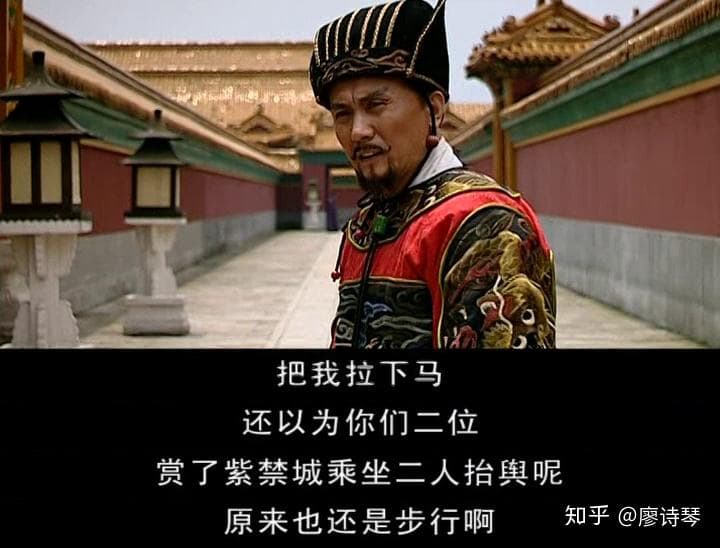 把我拉下马
还以为你们二位
赏了紫禁城乘坐二人抬舆呢
原来也还是步行啊
知乎 @廖诗琴